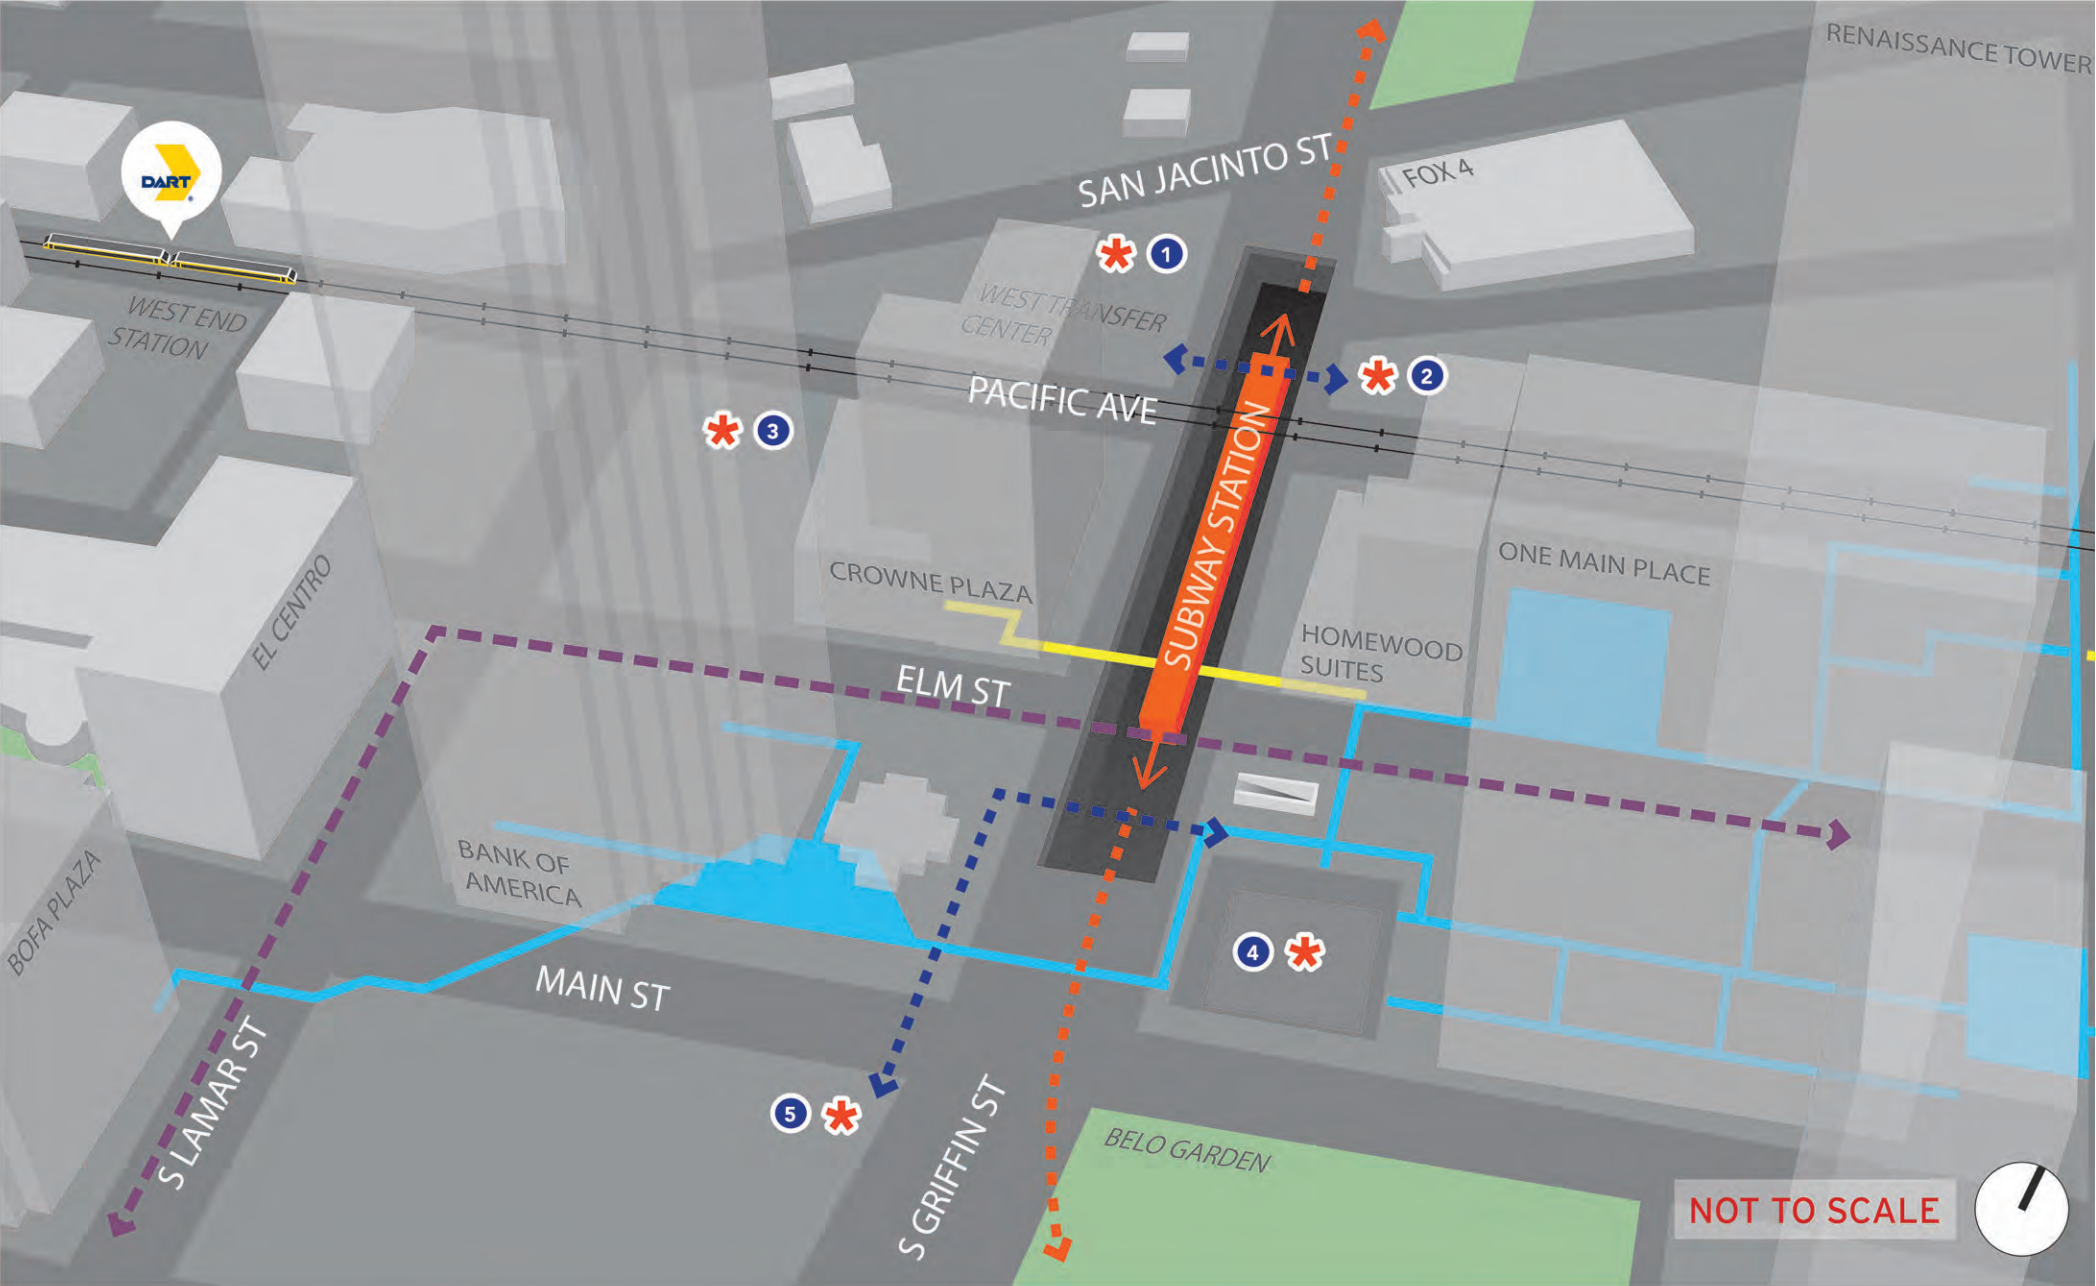 RENAISSANCE TOWER
SAN JACINTO ST
FOX 4
DART
1
WEST END
STATION
WEST TRANSFER
CENTER
2
PACIFIC AVE
3
SUBWAY STATION
ONE MAIN PLACE
CROWNE PLAZA
EL CENTRO
HOMEWOOD
SUITES
ELM ST
BANK OF
AMERICA
BOFA PLAZA
4
MAIN ST
S LAMAR ST
5
S GRIFFIN ST
BELO GARDEN
NOT TO SCALE